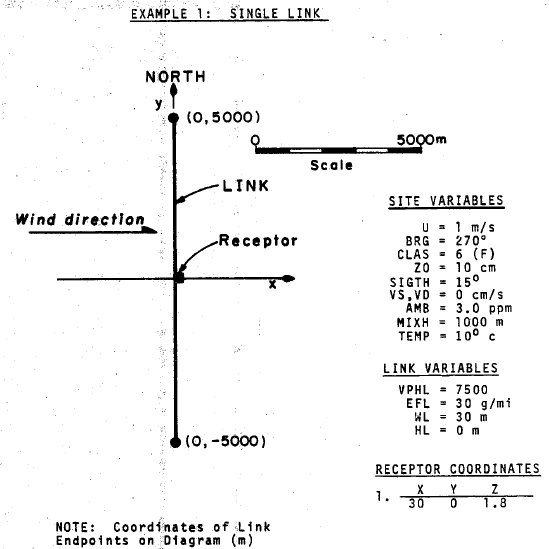 EXAMPLE 1: SINGLE LINK
NORTH
y
(0,5000)
0 5000m
Scale
LINK
Wind direction
Receptor
x
(0,-5000)
SITE VARIABLES
U = 1 m/s
BRG = 270°
CLAS = 6 (F)
ZO = 10 cm
SIGTH = 15°
VS,VD = 0 cm/s
AMB = 3.0 ppm
MIXH = 1000 m
TEMP = 10° c
LINK VARIABLES
VPHL = 7500
EFL = 30 g/mi
WL = 30 m
HL = 0 m
RECEPTOR COORDINATES
X Y Z
1. 30 0 1.8
NOTE: Coordinates of Link
Endpoints on Diagram (m)